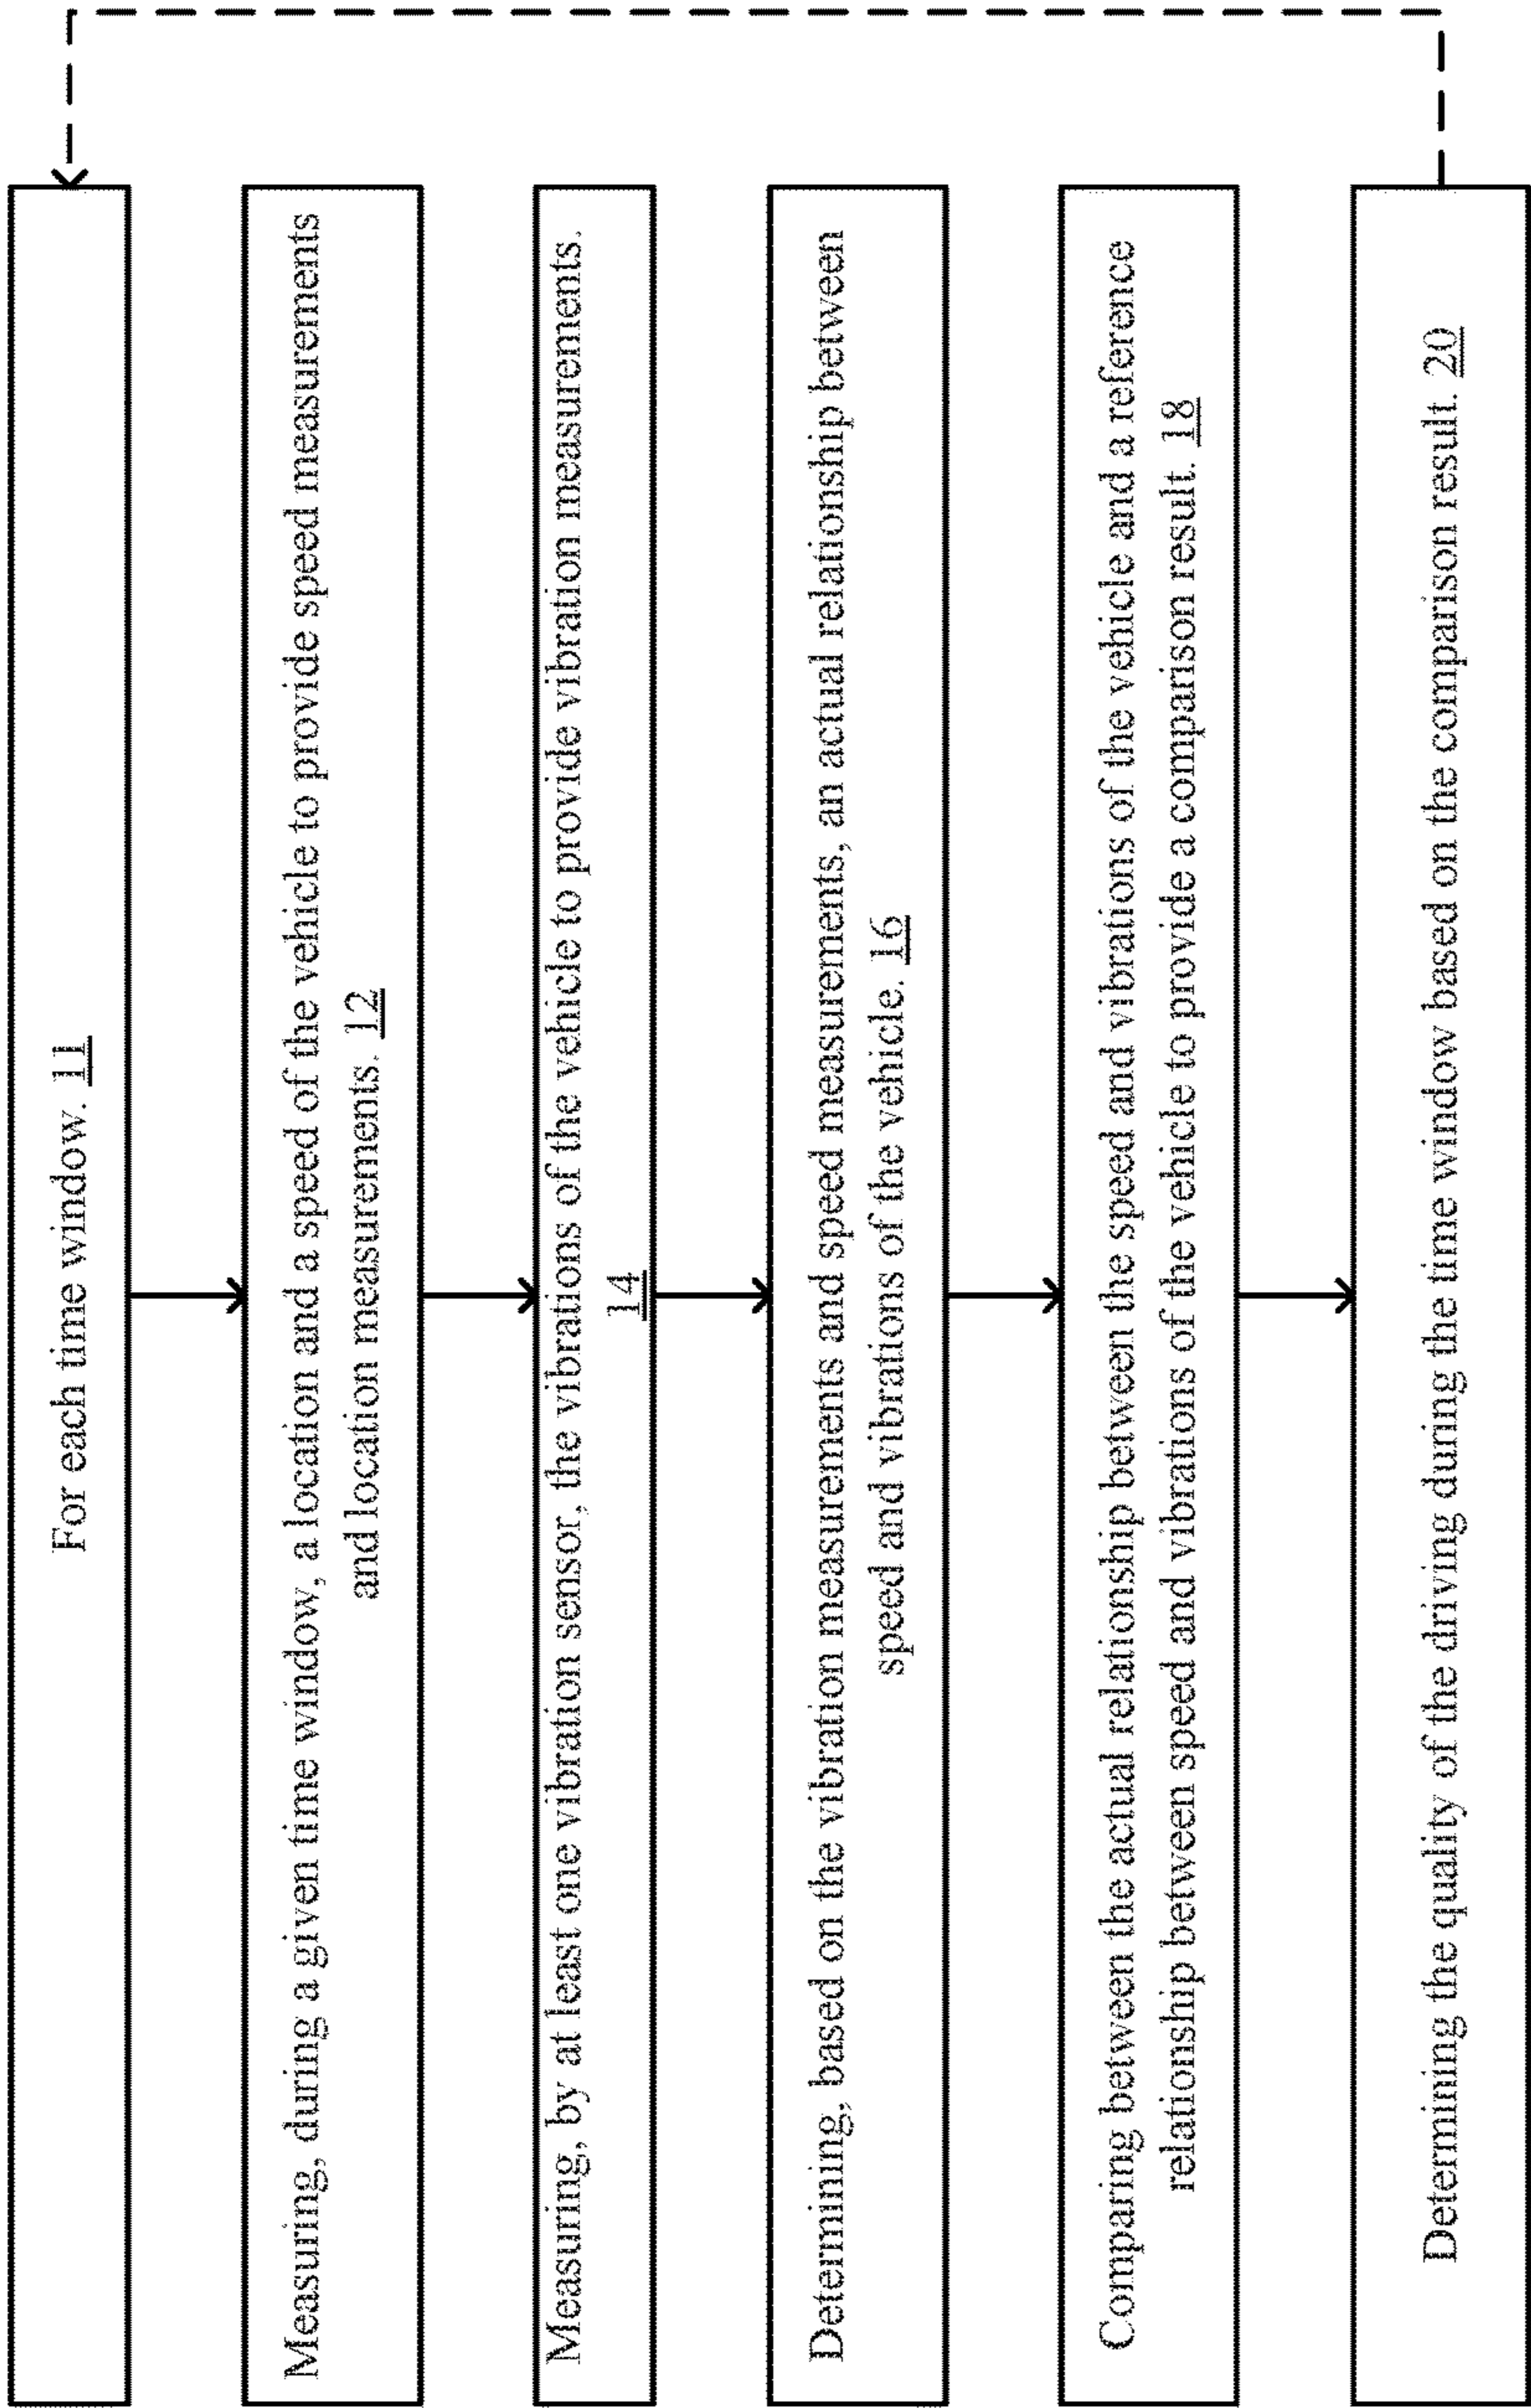 For each time window. 11
Measuring, during a given time window, a location and a speed of the vehicle to provide speed measurements
and location measurements. 12
Measuring, by at least one vibration sensor, the vibrations of the vehicle to provide vibration measurements.
14
Determining, based on the vibration measurements and speed measurements, an actual relationship between
speed and vibrations of the vehicle. 16
Comparing between the actual relationship between the speed and vibrations of the vehicle and a reference
relationship between speed and vibrations of the vehicle to provide a comparison result. 18
Determining the quality of the driving during the time window based on the comparison result. 20